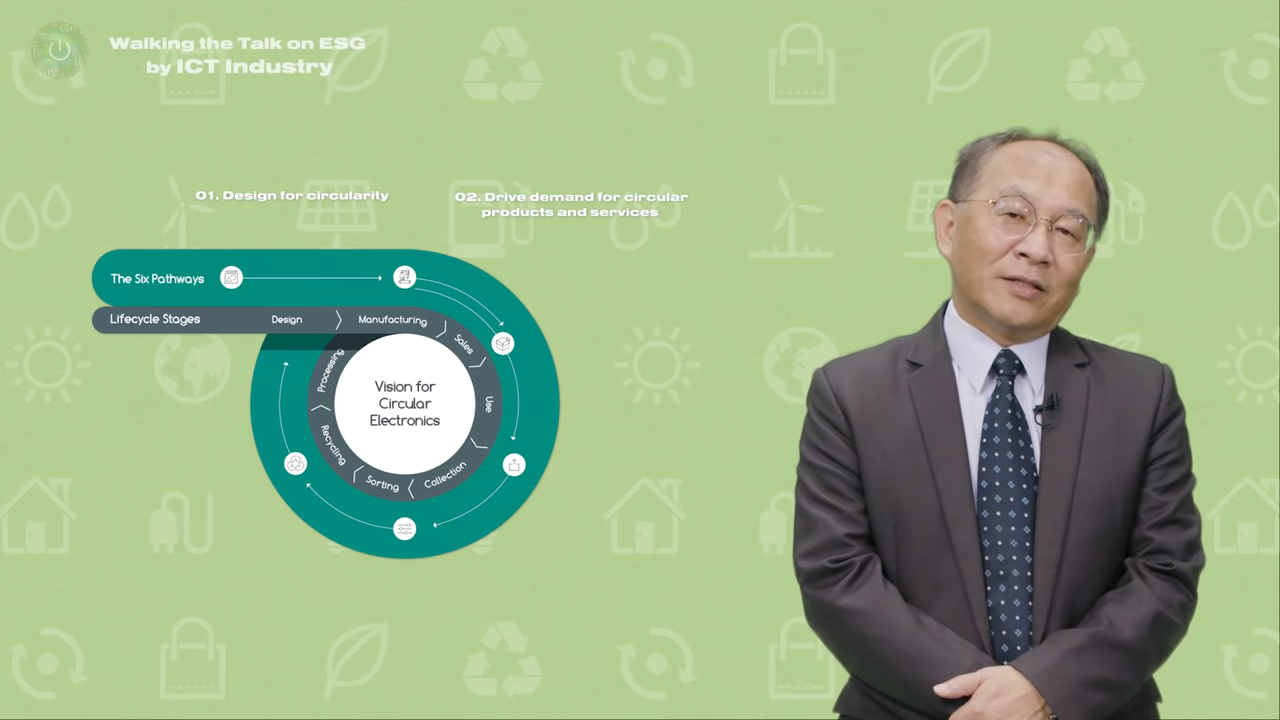 Walking the Talk on ESG
by ICT Industry
01. Design for circularity
02. Drive demand for circular
products and services
The Six Pathways
Lifecycle Stages
Design
Manufacturing
Sales
Use
Collection
Sorting
Recycling
Processing
Vision for
Circular
Electronics